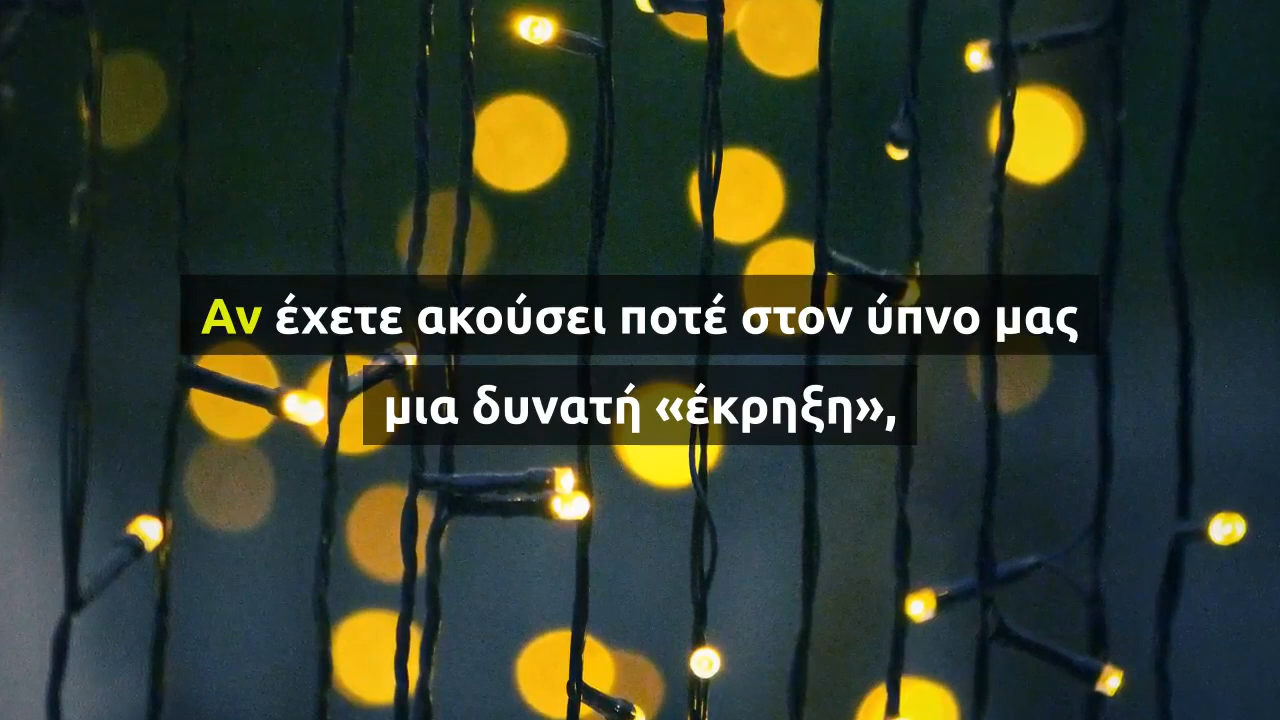 Αν έχετε ακούσει ποτέ στον ύπνο μας
μια δυνατή «έκρηξη»,